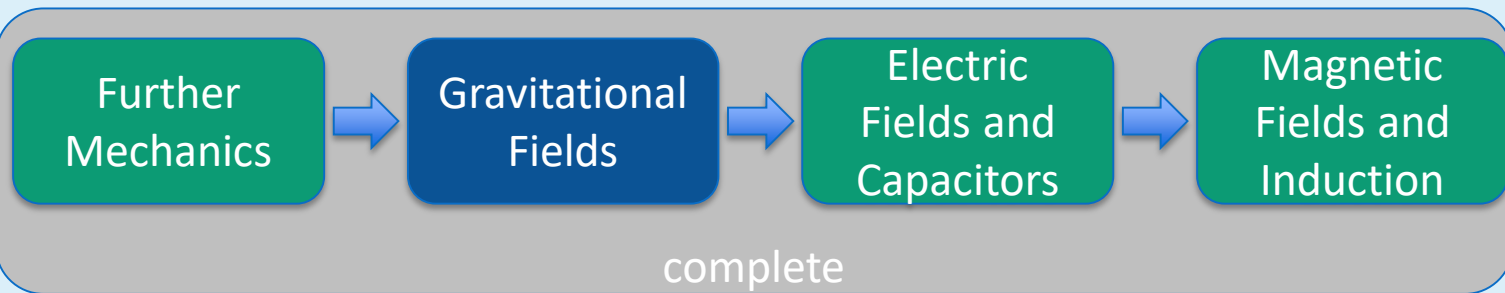 Further
Mechanics
Gravitational
Fields
Electric
Fields and
Capacitors
Magnetic
Fields and
Induction
complete